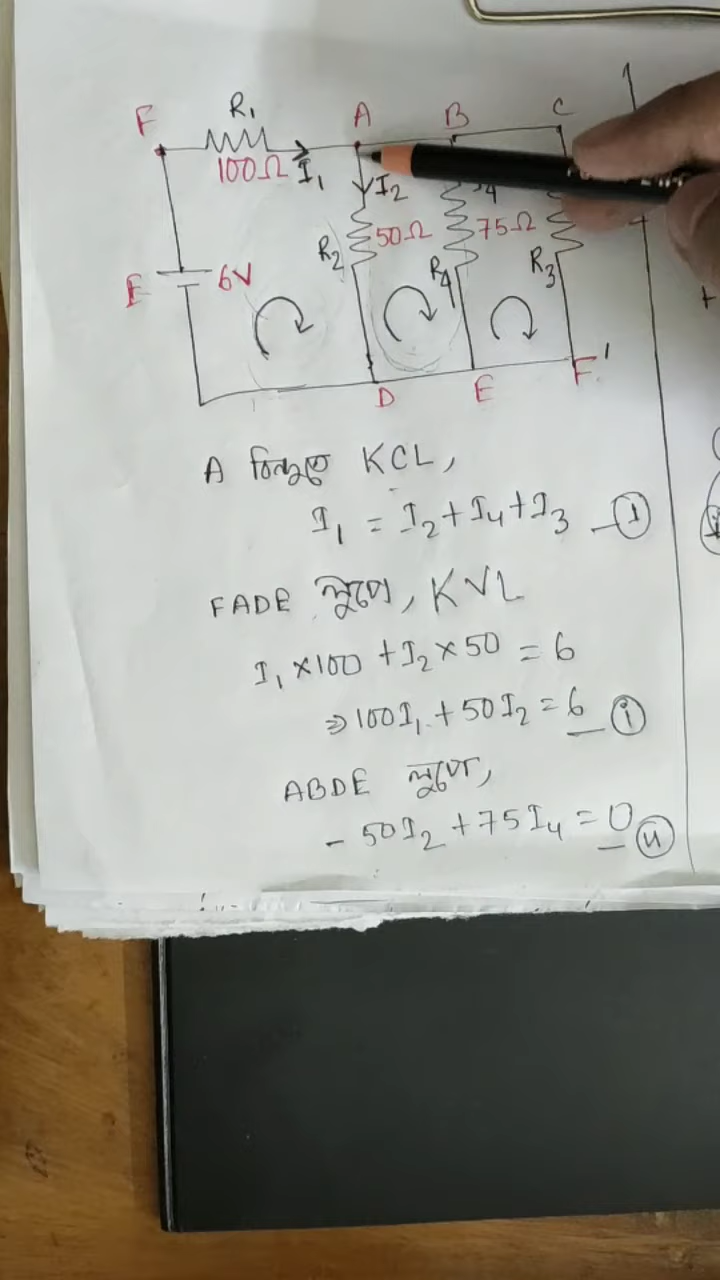 R₁
F A B C
100Ω I₁
I₂
R₂ 50Ω R₄ 75Ω R₃
E 6V
D E F'
A বিন্দুতে KCL,
I₁ = I₂+I₄+I₃ —(I)
FADE লুপে, KVL
I₁×100 +I₂×50 = 6
⇒100I₁+50I₂=6 —(i)
ABDE লুপে,
-50I₂+75I₄=0 —(ii)